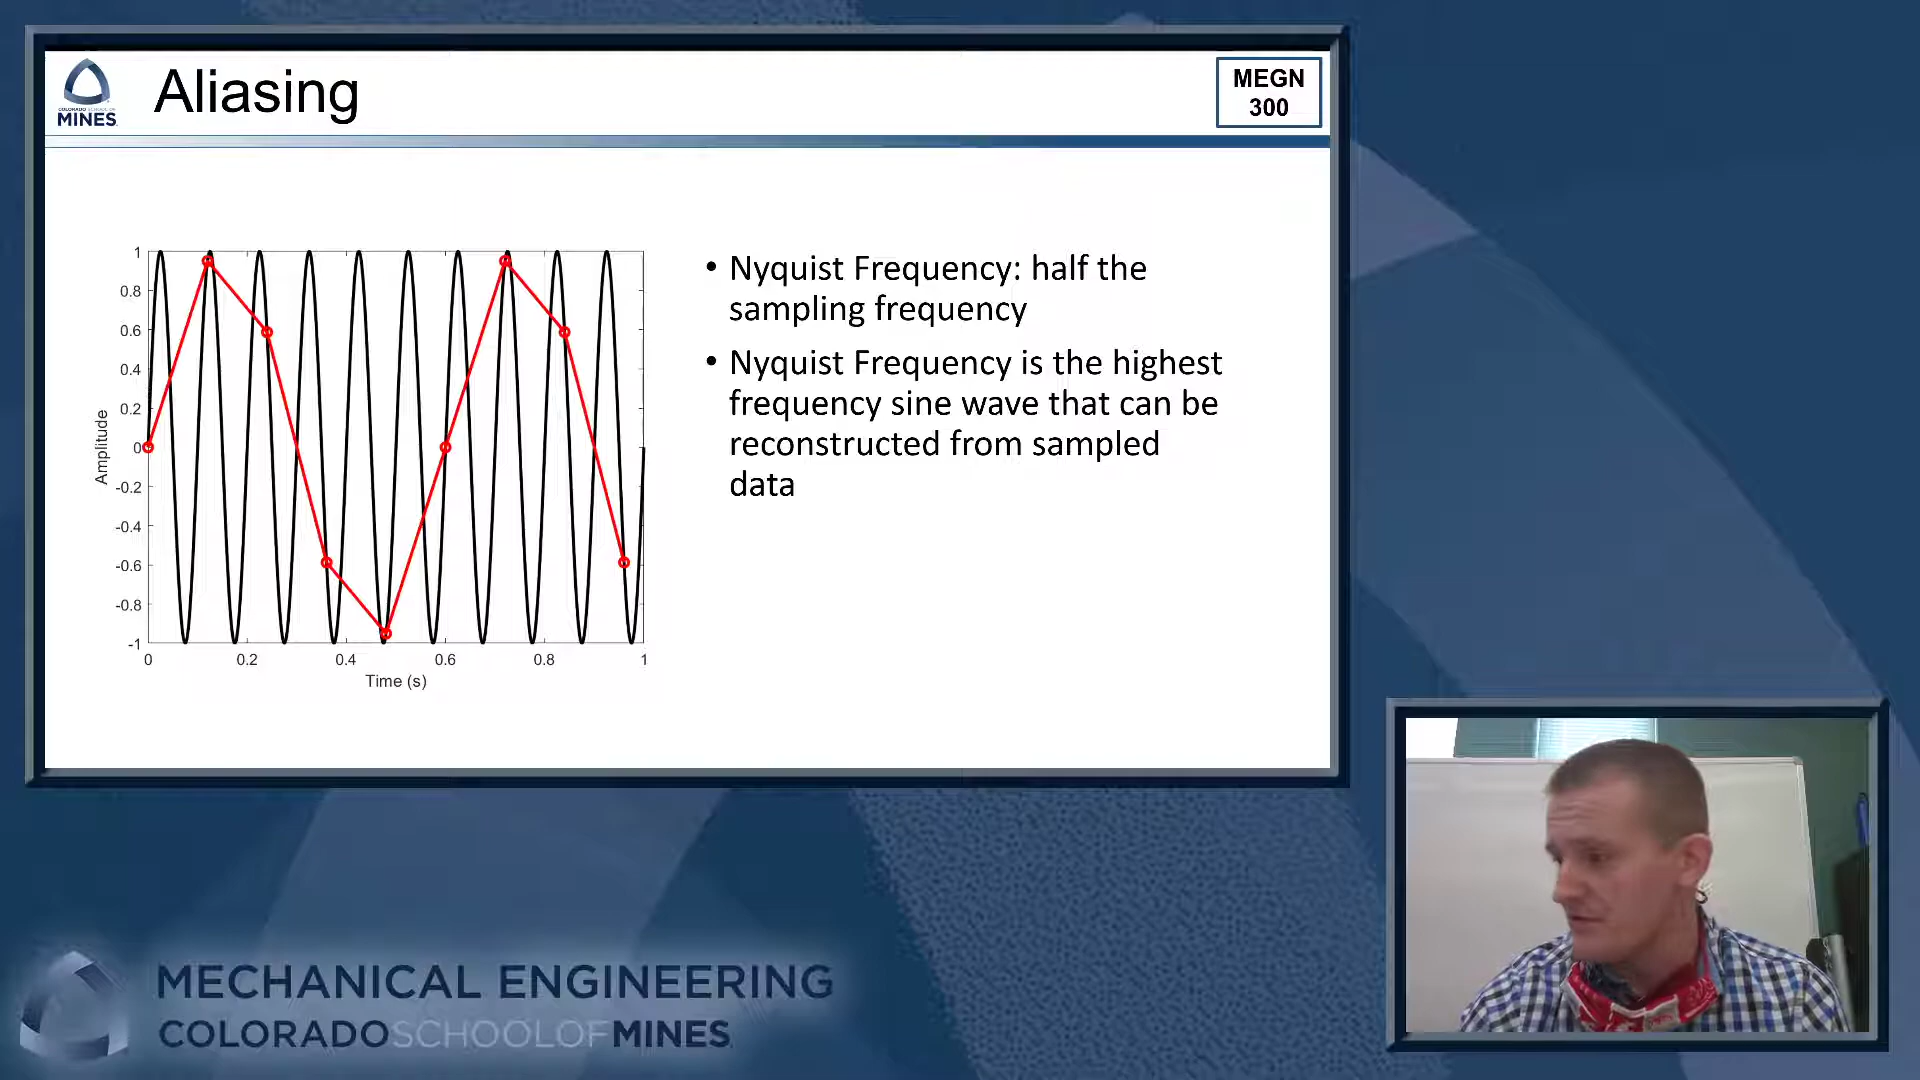 COLORADO SCHOOL OF
MINES
Aliasing
MEGN
300
• Nyquist Frequency: half the
sampling frequency
• Nyquist Frequency is the highest
frequency sine wave that can be
reconstructed from sampled
data
Amplitude
1
0.8
0.6
0.4
0.2
0
-0.2
-0.4
-0.6
-0.8
-1
0 0.2 0.4 0.6 0.8 1
Time (s)
MECHANICAL ENGINEERING
COLORADOSCHOOLOFMINES